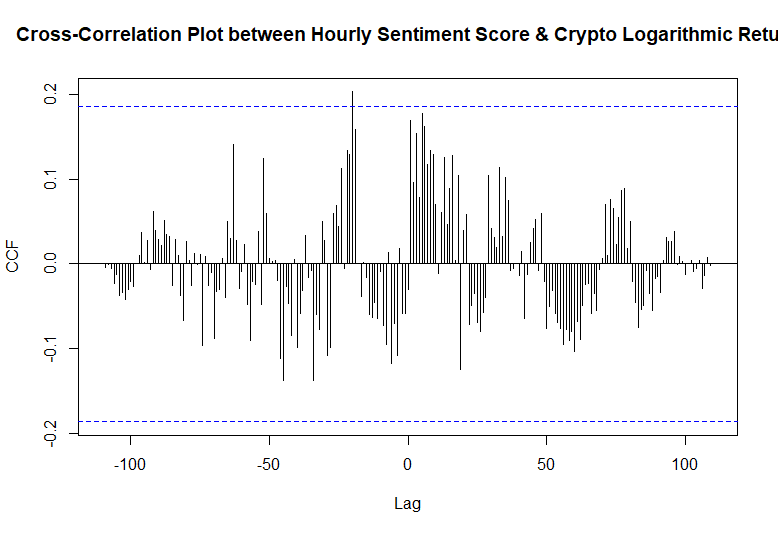 Cross-Correlation Plot between Hourly Sentiment Score & Crypto Logarithmic Retu
CCF
0.2
0.1
0.0
-0.1
-0.2
-100 -50 0 50 100
Lag